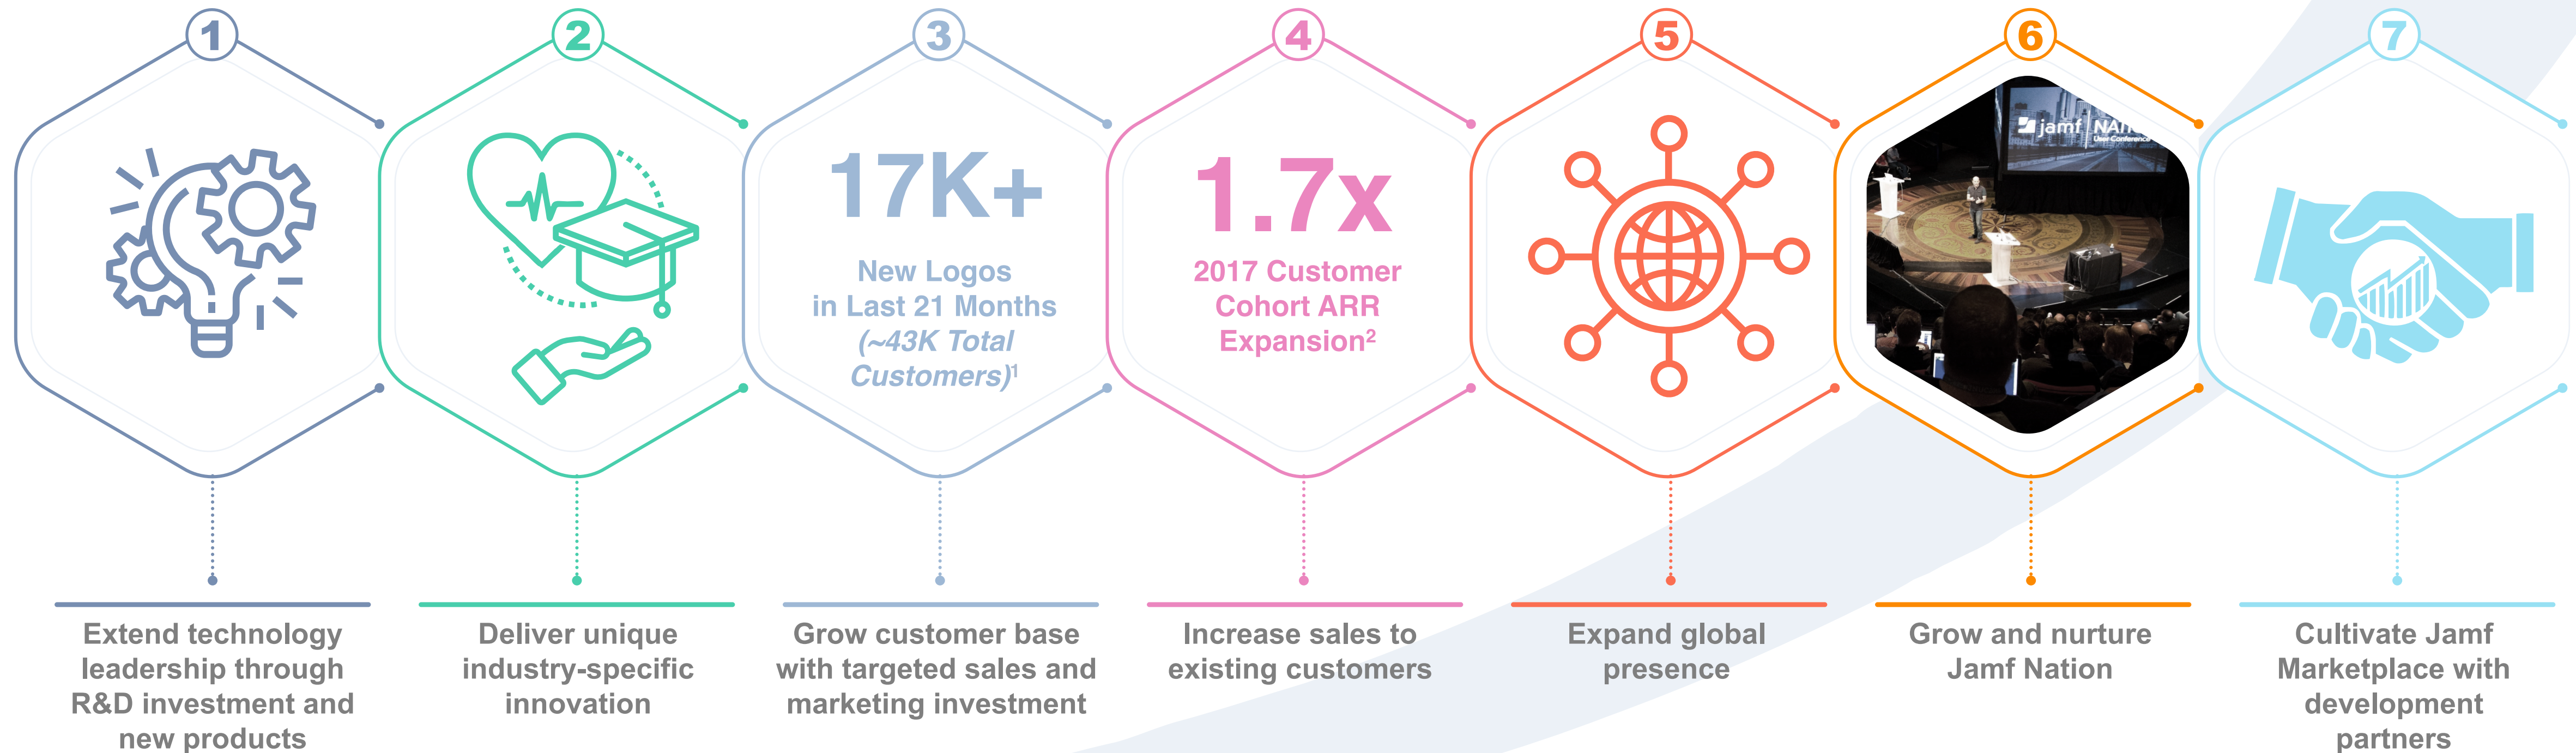 1
2
3
4
5
6
7
17K+
New Logos
in Last 21 Months
(~43K Total
Customers)¹
1.7x
2017 Customer
Cohort ARR
Expansion²
jamf
User Conference
Extend technology
leadership through
R&D investment and
new products
Deliver unique
industry-specific
innovation
Grow customer base
with targeted sales and
marketing investment
Increase sales to
existing customers
Expand global
presence
Grow and nurture
Jamf Nation
Cultivate Jamf
Marketplace with
development
partners